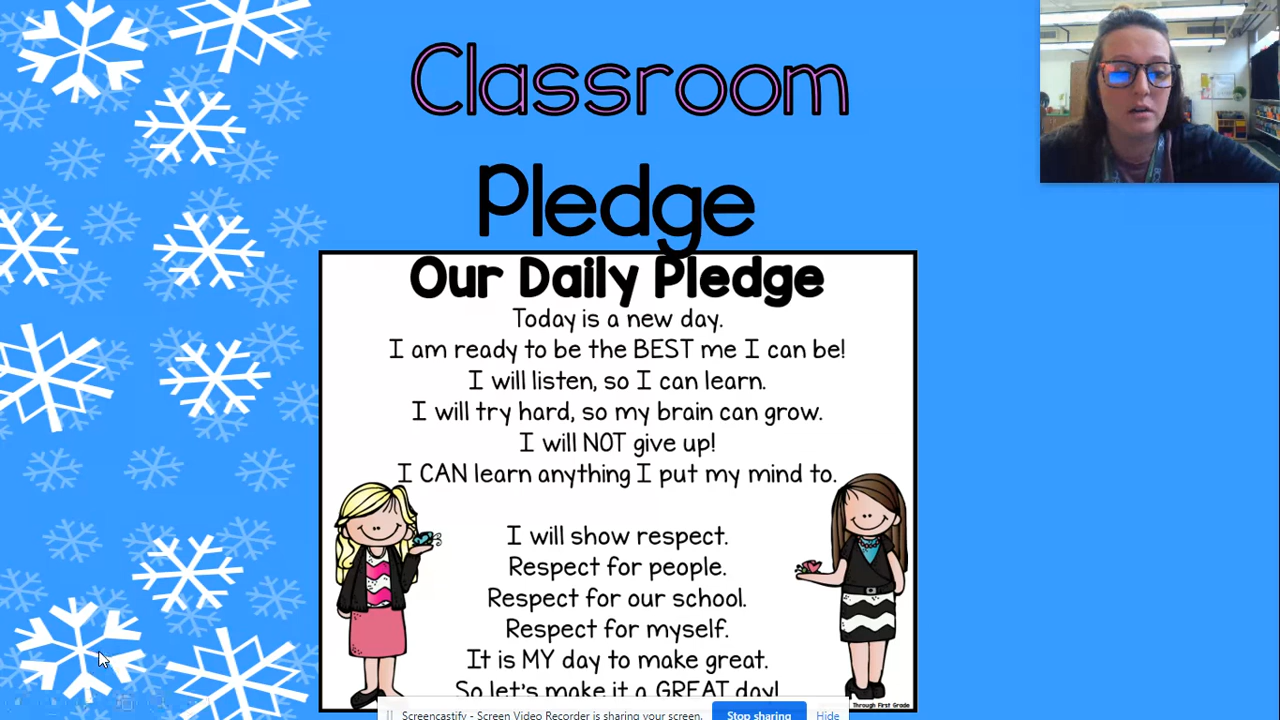 Classroom
Pledge
Our Daily Pledge
Today is a new day.
I am ready to be the BEST me I can be!
I will listen, so I can learn.
I will try hard, so my brain can grow.
I will NOT give up!
I CAN learn anything I put my mind to.
I will show respect.
Respect for people.
Respect for our school.
Respect for myself.
It is MY day to make great.
So let's make it a GREAT day!
Through First Grade
Screencastify - Screen Video Recorder is sharing your screen.
Stop sharing
Hide